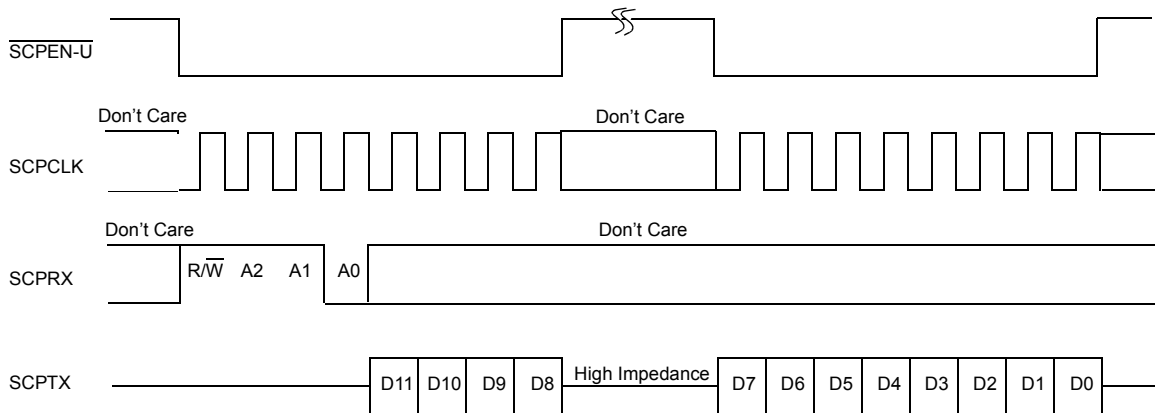 SCPEN-U
Don't Care Don't Care
SCPCLK
Don't Care Don't Care
R/W A2 A1 A0
SCPRX
SCPTX D11 D10 D9 D8 High Impedance D7 D6 D5 D4 D3 D2 D1 D0